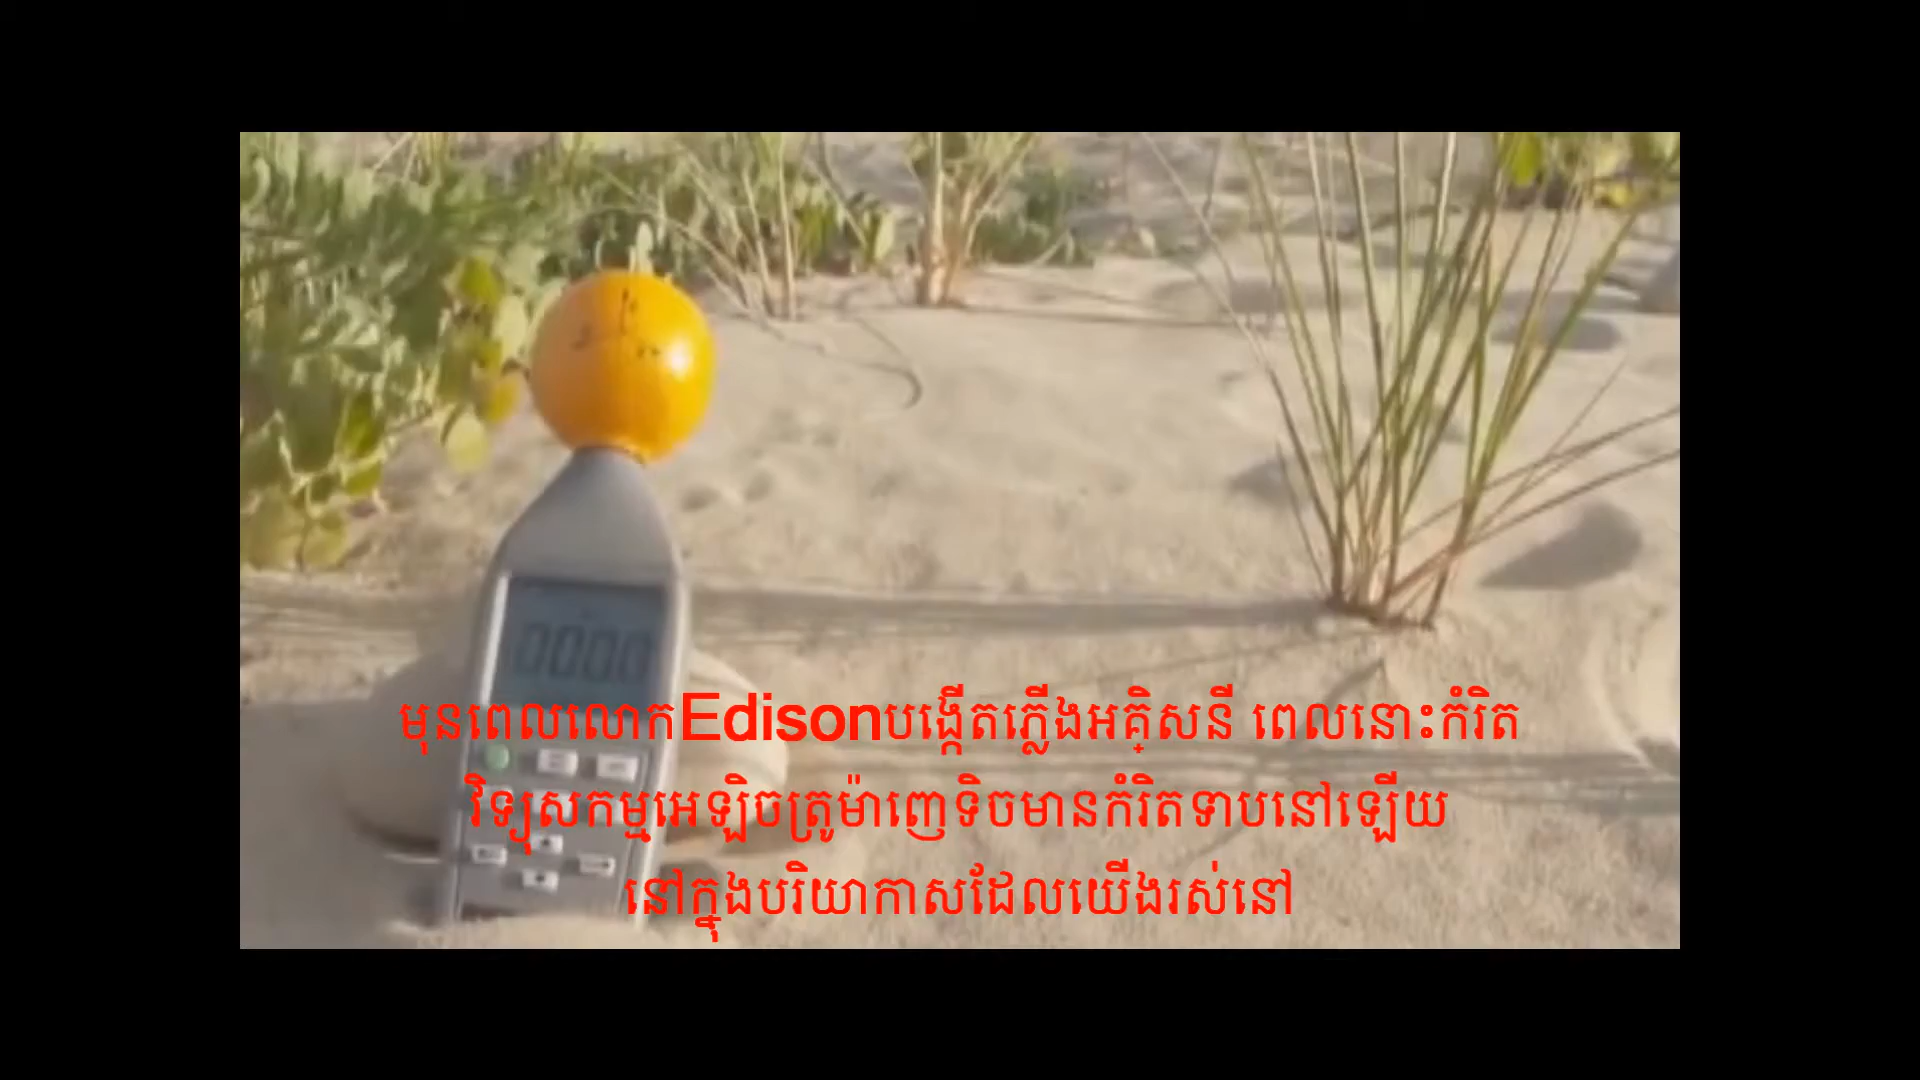 0000
មុនពេលលោកEdisonបង្កើតភ្លើងអគ្គិសនី ពេលនោះកំរិត
វិទ្យុសកម្មអេឡិចត្រូម៉ាញេទិចមានកំរិតទាបនៅឡើយ
នៅក្នុងបរិយាកាសដែលយើងរស់នៅ